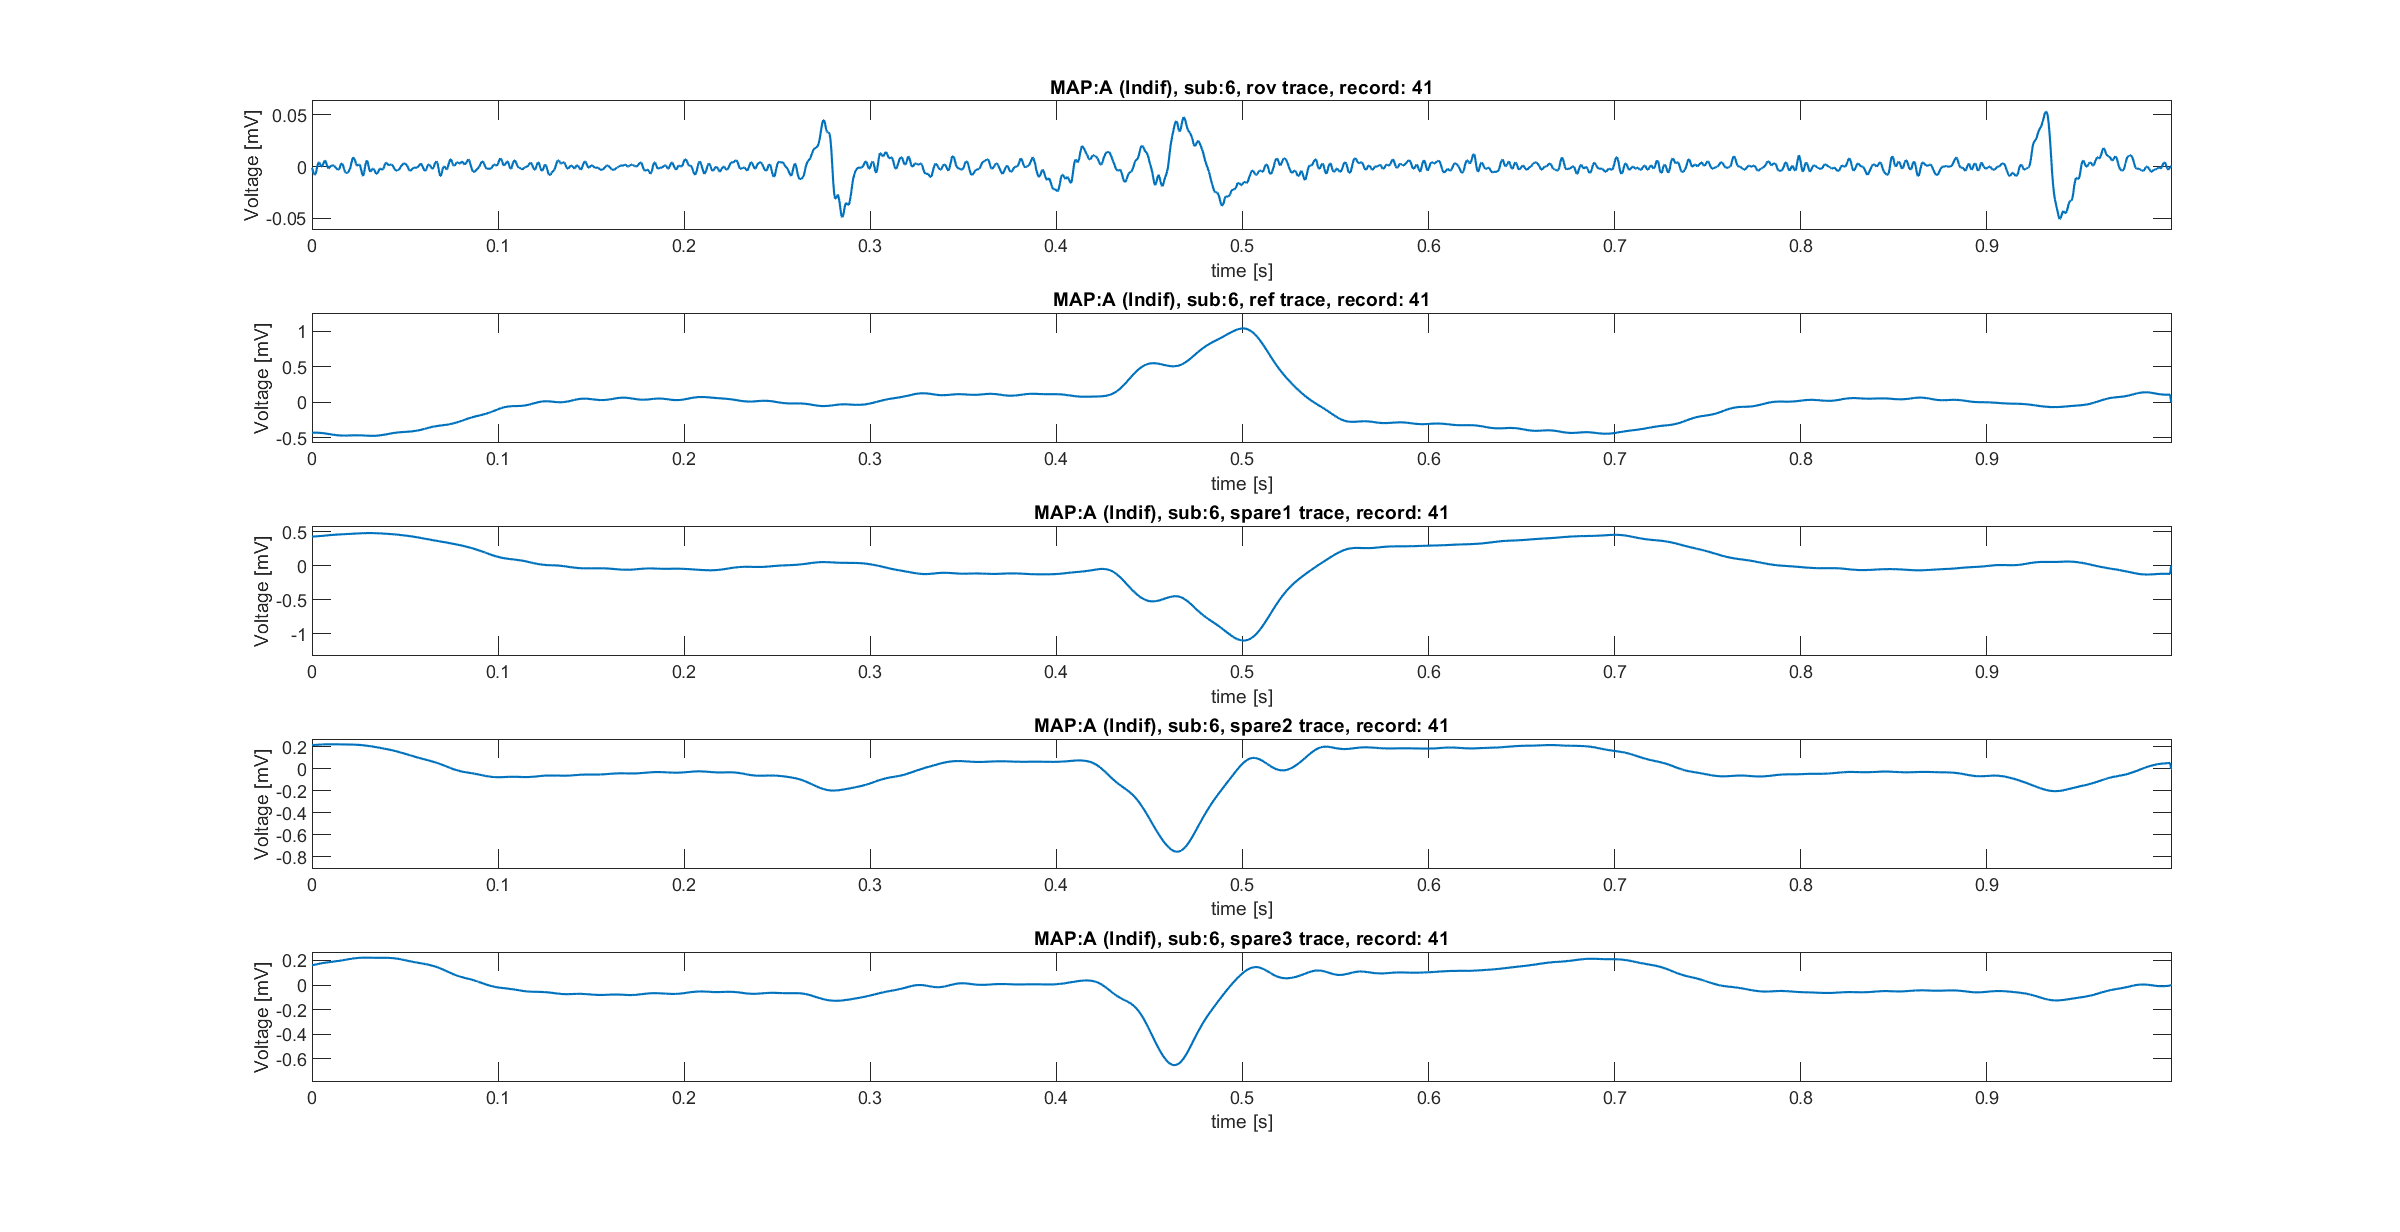 MAP:A (Indif), sub:6, rov trace, record: 41
Voltage [mV]
0.05
0
-0.05
0 0.1 0.2 0.3 0.4 0.5 0.6 0.7 0.8 0.9
time [s]
MAP:A (Indif), sub:6, ref trace, record: 41
Voltage [mV]
1
0.5
0
-0.5
0 0.1 0.2 0.3 0.4 0.5 0.6 0.7 0.8 0.9
time [s]
MAP:A (Indif), sub:6, spare1 trace, record: 41
Voltage [mV]
0.5
0
-0.5
-1
0 0.1 0.2 0.3 0.4 0.5 0.6 0.7 0.8 0.9
time [s]
MAP:A (Indif), sub:6, spare2 trace, record: 41
Voltage [mV]
0.2
0
-0.2
-0.4
-0.6
-0.8
0 0.1 0.2 0.3 0.4 0.5 0.6 0.7 0.8 0.9
time [s]
MAP:A (Indif), sub:6, spare3 trace, record: 41
Voltage [mV]
0.2
0
-0.2
-0.4
-0.6
0 0.1 0.2 0.3 0.4 0.5 0.6 0.7 0.8 0.9
time [s]